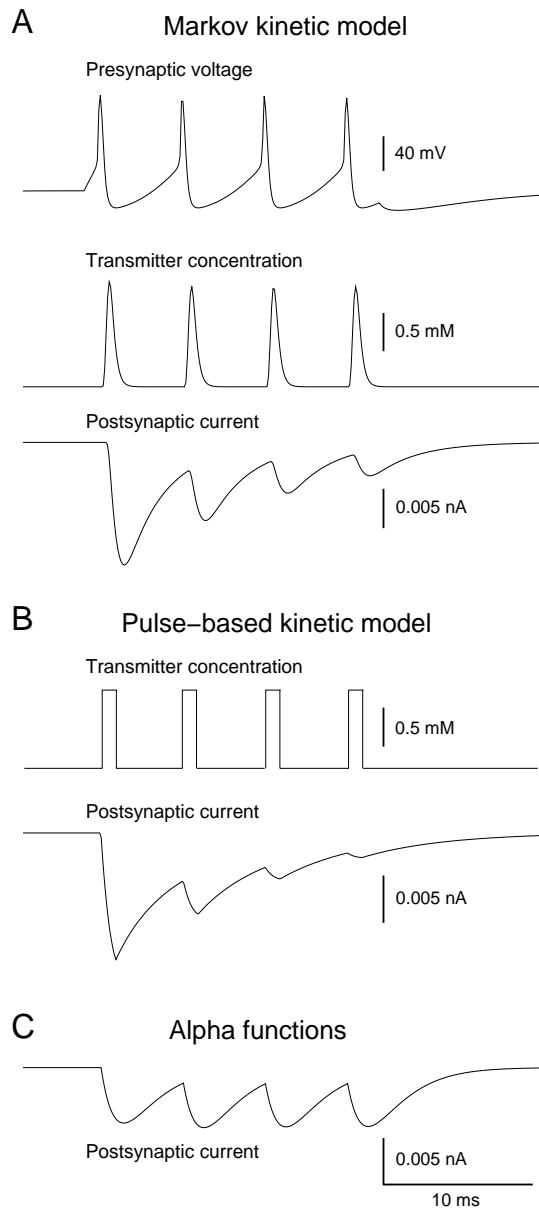 A
Markov kinetic model
Presynaptic voltage
40 mV
Transmitter concentration
0.5 mM
Postsynaptic current
0.005 nA
B
Pulse−based kinetic model
Transmitter concentration
0.5 mM
Postsynaptic current
0.005 nA
C
Alpha functions
Postsynaptic current
0.005 nA
10 ms